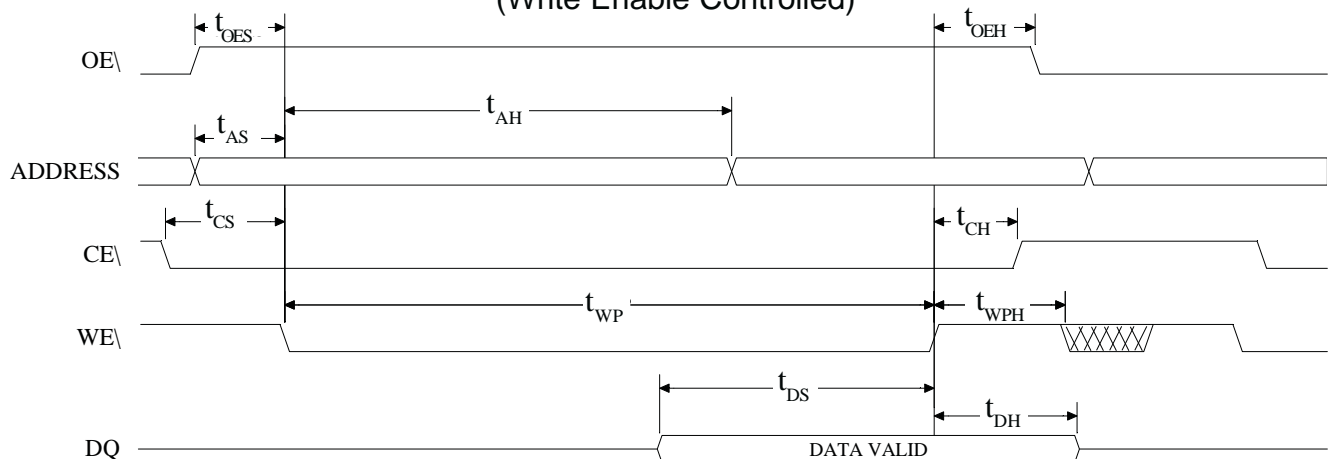 (Write Enable Controlled)
tOES
tOEH
OE\
tAH
tAS
ADDRESS
tCS
tCH
CE\
tWP
tWPH
WE\
tDS
tDH
DQ
DATA VALID